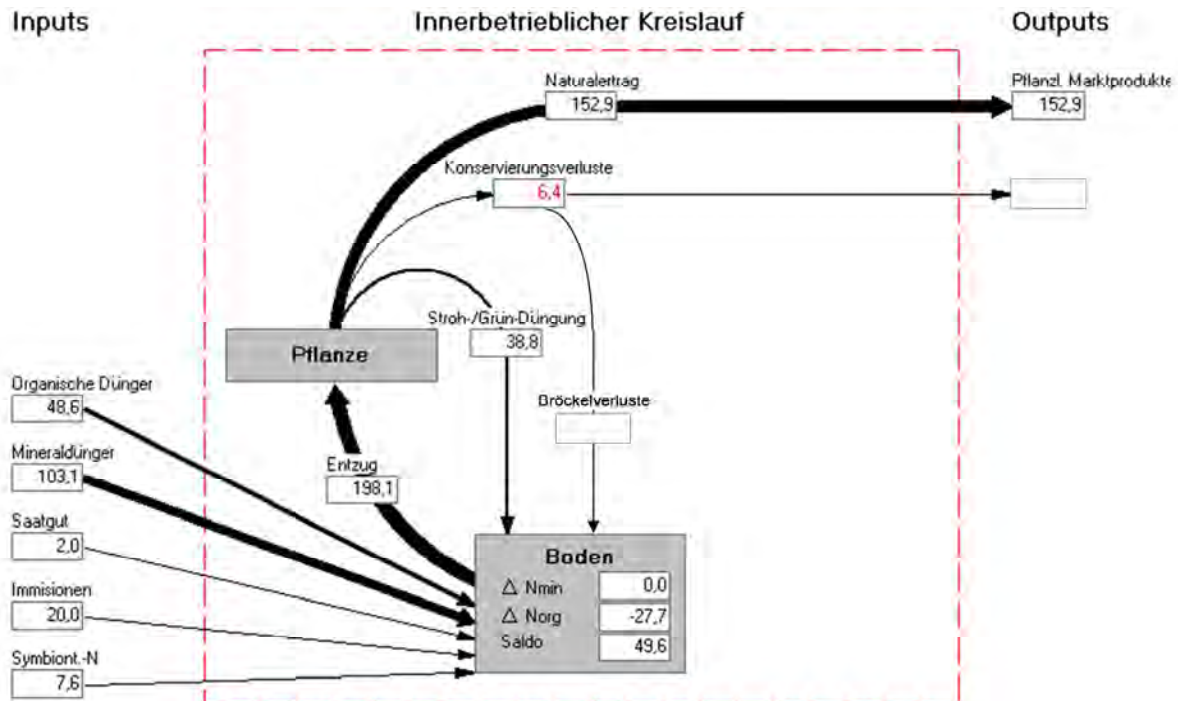 Inputs
Innerbetrieblicher Kreislauf
Outputs
Naturalertrag
152,9
Pflanzl. Marktprodukte
152,9
Konservierungsverluste
6,4
Stroh-/Grün-Düngung
38,8
Pflanze
Organische Dünger
48,6
Bröckelverluste
Mineraldünger
103,1
Entzug
198,1
Saatgut
2,0
Boden
Δ Nmin 0,0
Δ Norg -27,7
Saldo 49,6
Immisionen
20,0
Symbiont.-N
7,6